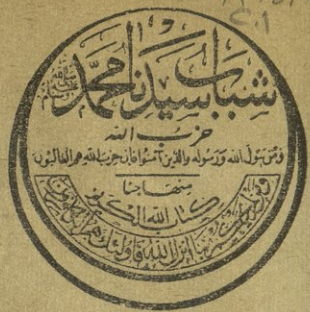 شباب سيدنا محمد
حزب الله
ومن يتول الله ورسوله والذين آمنوا فإن حزب الله هم الغالبون
منهاجنا
كتاب الله الكريم